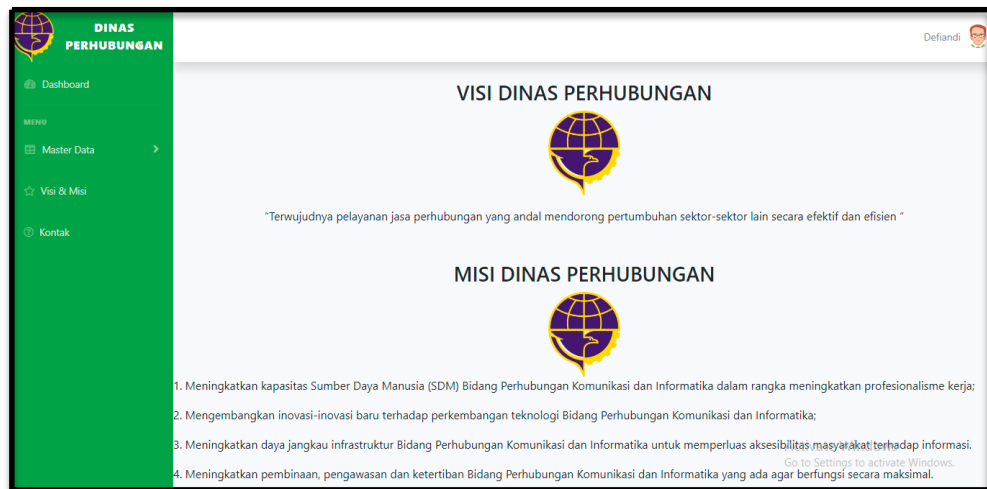 DINAS
PERHUBUNGAN
Defiandi
Dashboard
MENU
Master Data
Visi & Misi
Kontak
VISI DINAS PERHUBUNGAN
"Terwujudnya pelayanan jasa perhubungan yang andal mendorong pertumbuhan sektor-sektor lain secara efektif dan efisien "
MISI DINAS PERHUBUNGAN
1. Meningkatkan kapasitas Sumber Daya Manusia (SDM) Bidang Perhubungan Komunikasi dan Informatika dalam rangka meningkatkan profesionalisme kerja;
2. Mengembangkan inovasi-inovasi baru terhadap perkembangan teknologi Bidang Perhubungan Komunikasi dan Informatika;
3. Meningkatkan daya jangkau infrastruktur Bidang Perhubungan Komunikasi dan Informatika untuk memperluas aksesibilitas masyarakat terhadap informasi.
Activate Windows
Go to Settings to activate Windows.
4. Meningkatkan pembinaan, pengawasan dan ketertiban Bidang Perhubungan Komunikasi dan Informatika yang ada agar berfungsi secara maksimal.